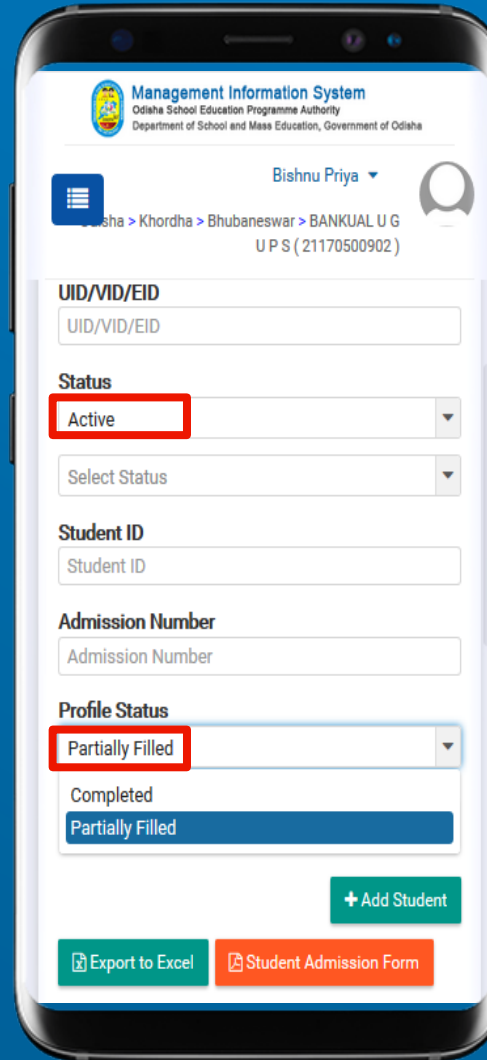 Management Information System
Odisha School Education Programme Authority
Department of School and Mass Education, Government of Odisha
Bishnu Priya
sha > Khordha > Bhubaneswar > BANKUAL U G
U P S ( 21170500902 )
UID/VID/EID
UID/VID/EID
Status
Active
Select Status
Student ID
Student ID
Admission Number
Admission Number
Profile Status
Partially Filled
Completed
Partially Filled
+ Add Student
Export to Excel
Student Admission Form